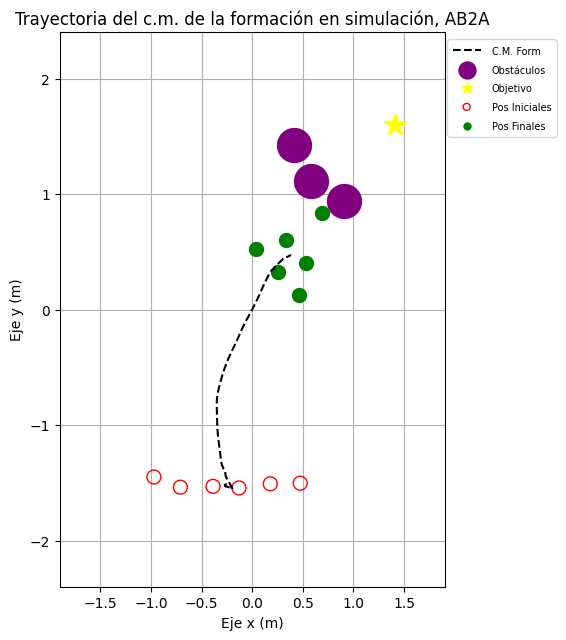 Trayectoria del c.m. de la formación en simulación, AB2A
C.M. Form
Obstáculos
Objetivo
Pos Iniciales
Pos Finales
Eje y (m)
2
1
0
−1
−2
−1.5
−1.0
−0.5
0.0
0.5
1.0
1.5
Eje x (m)